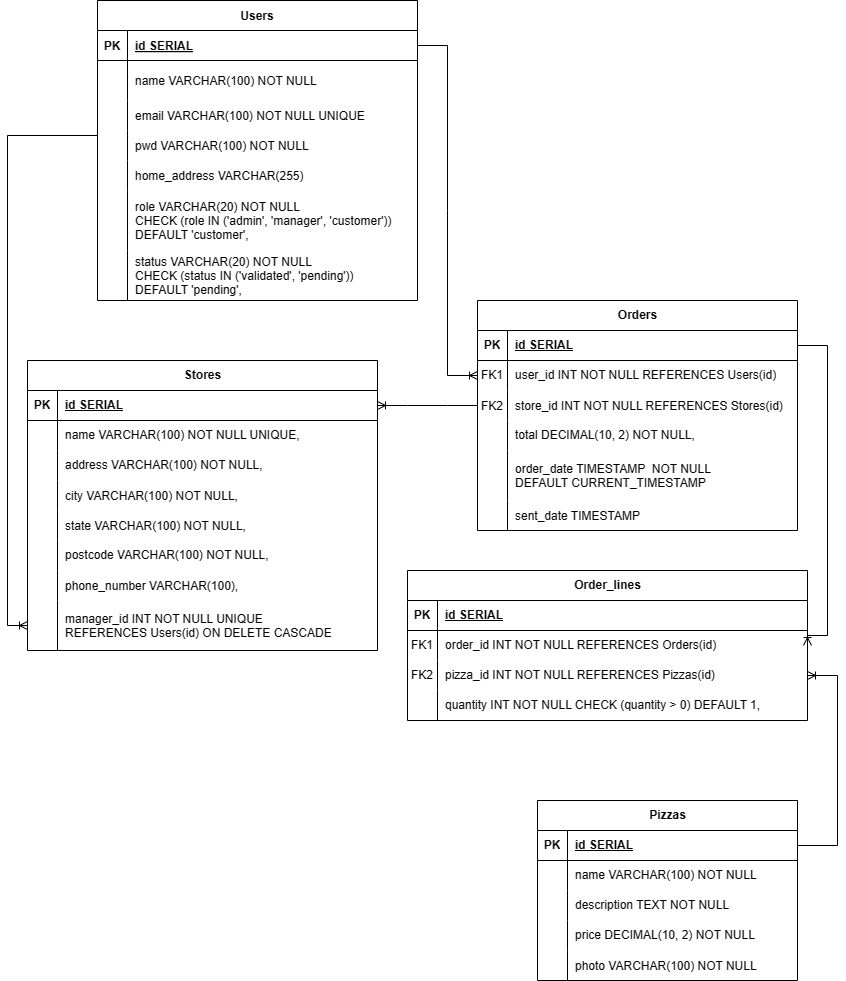 Users
PK id SERIAL
name VARCHAR(100) NOT NULL
email VARCHAR(100) NOT NULL UNIQUE
pwd VARCHAR(100) NOT NULL
home_address VARCHAR(255)
role VARCHAR(20) NOT NULL
CHECK (role IN ('admin', 'manager', 'customer'))
DEFAULT 'customer',
status VARCHAR(20) NOT NULL
CHECK (status IN ('validated', 'pending'))
DEFAULT 'pending',
Orders
PK id SERIAL
FK1 user_id INT NOT NULL REFERENCES Users(id)
FK2 store_id INT NOT NULL REFERENCES Stores(id)
total DECIMAL(10, 2) NOT NULL,
order_date TIMESTAMP  NOT NULL
DEFAULT CURRENT_TIMESTAMP
sent_date TIMESTAMP
Stores
PK id SERIAL
name VARCHAR(100) NOT NULL UNIQUE,
address VARCHAR(100) NOT NULL,
city VARCHAR(100) NOT NULL,
state VARCHAR(100) NOT NULL,
postcode VARCHAR(100) NOT NULL,
phone_number VARCHAR(100),
manager_id INT NOT NULL UNIQUE
REFERENCES Users(id) ON DELETE CASCADE
Order_lines
PK id SERIAL
FK1 order_id INT NOT NULL REFERENCES Orders(id)
FK2 pizza_id INT NOT NULL REFERENCES Pizzas(id)
quantity INT NOT NULL CHECK (quantity > 0) DEFAULT 1,
Pizzas
PK id SERIAL
name VARCHAR(100) NOT NULL
description TEXT NOT NULL
price DECIMAL(10, 2) NOT NULL
photo VARCHAR(100) NOT NULL